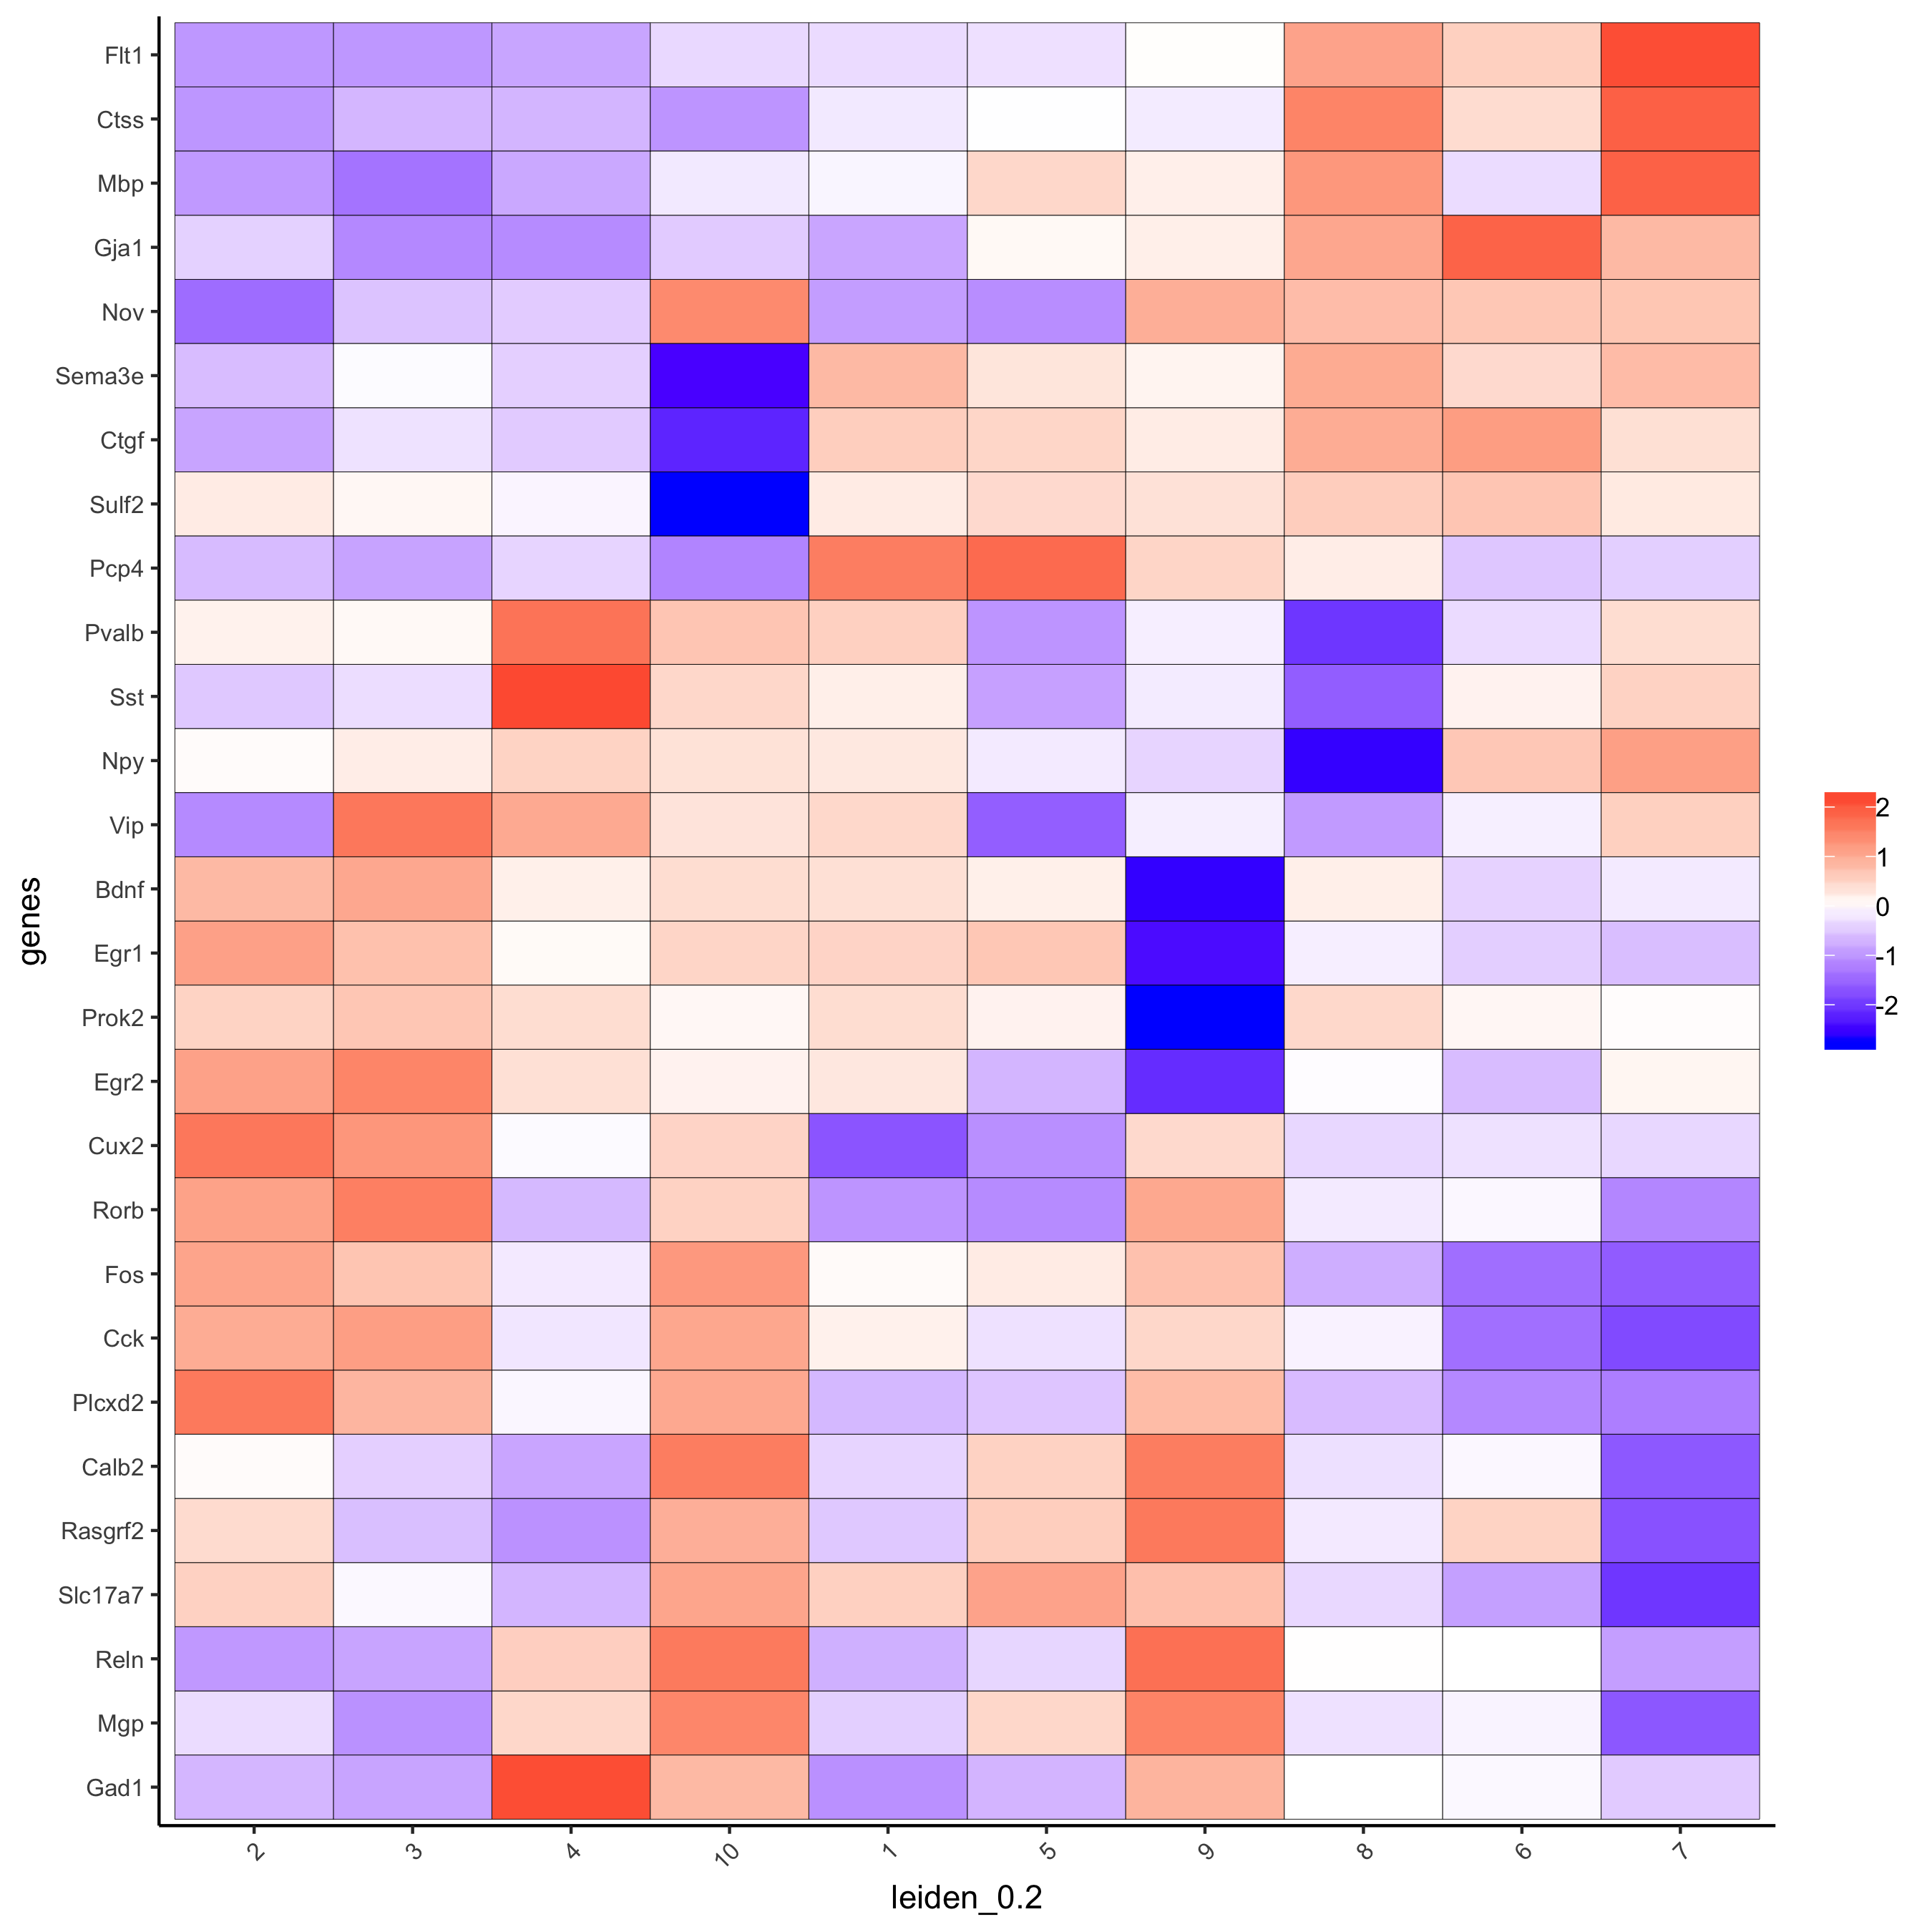 genes
Flt1
Ctss
Mbp
Gja1
Nov
Sema3e
Ctgf
Sulf2
Pcp4
Pvalb
Sst
Npy
Vip
Bdnf
Egr1
Prok2
Egr2
Cux2
Rorb
Fos
Cck
Plcxd2
Calb2
Rasgrf2
Slc17a7
Reln
Mgp
Gad1
2 3 4 10 1 5 9 8 6 7
leiden_0.2
2
1
0
-1
-2